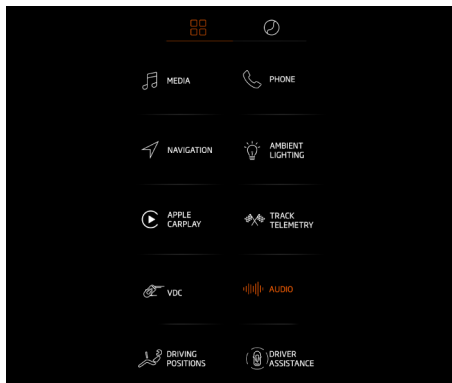 MEDIA
PHONE
NAVIGATION
AMBIENT
LIGHTING
APPLE
CARPLAY
TRACK
TELEMETRY
VDC
AUDIO
DRIVING
POSITIONS
DRIVER
ASSISTANCE